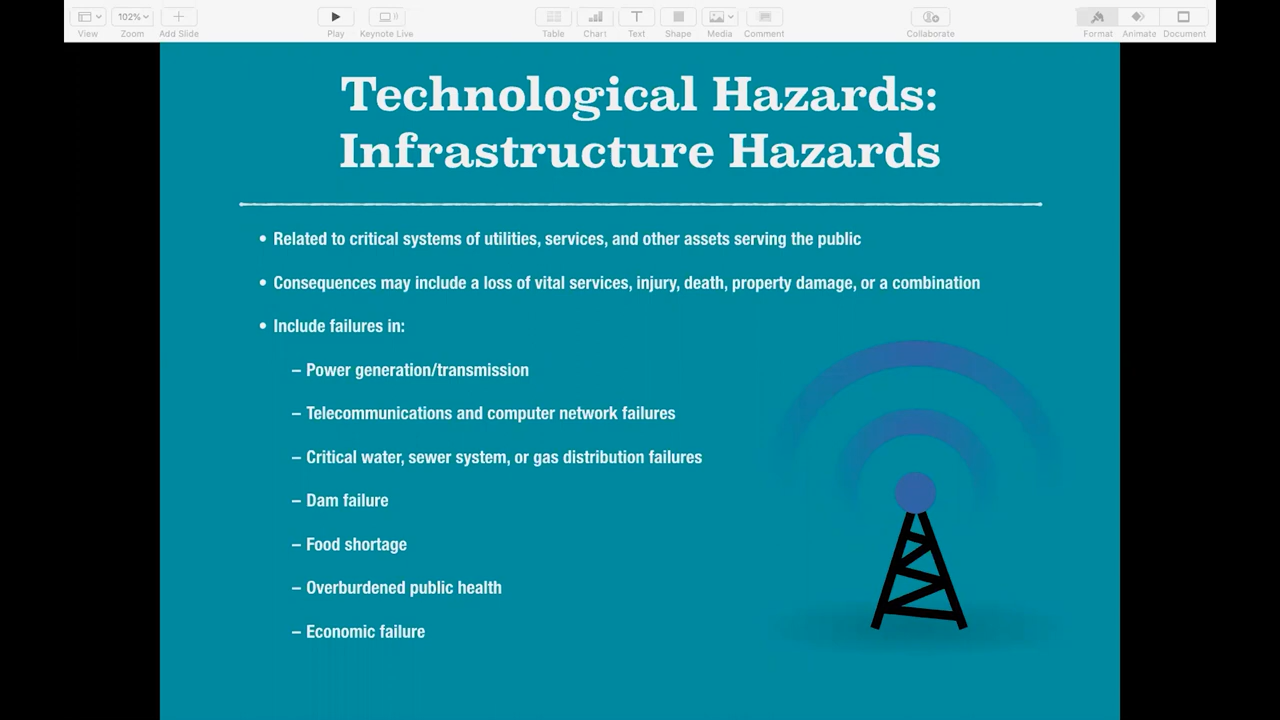 102%
View
Zoom
Add Slide
Play
Keynote Live
Table
Chart
Text
Shape
Media
Comment
Collaborate
Format
Animate
Document
Technological Hazards:
Infrastructure Hazards
• Related to critical systems of utilities, services, and other assets serving the public
• Consequences may include a loss of vital services, injury, death, property damage, or a combination
• Include failures in:
– Power generation/transmission
– Telecommunications and computer network failures
– Critical water, sewer system, or gas distribution failures
– Dam failure
– Food shortage
– Overburdened public health
– Economic failure